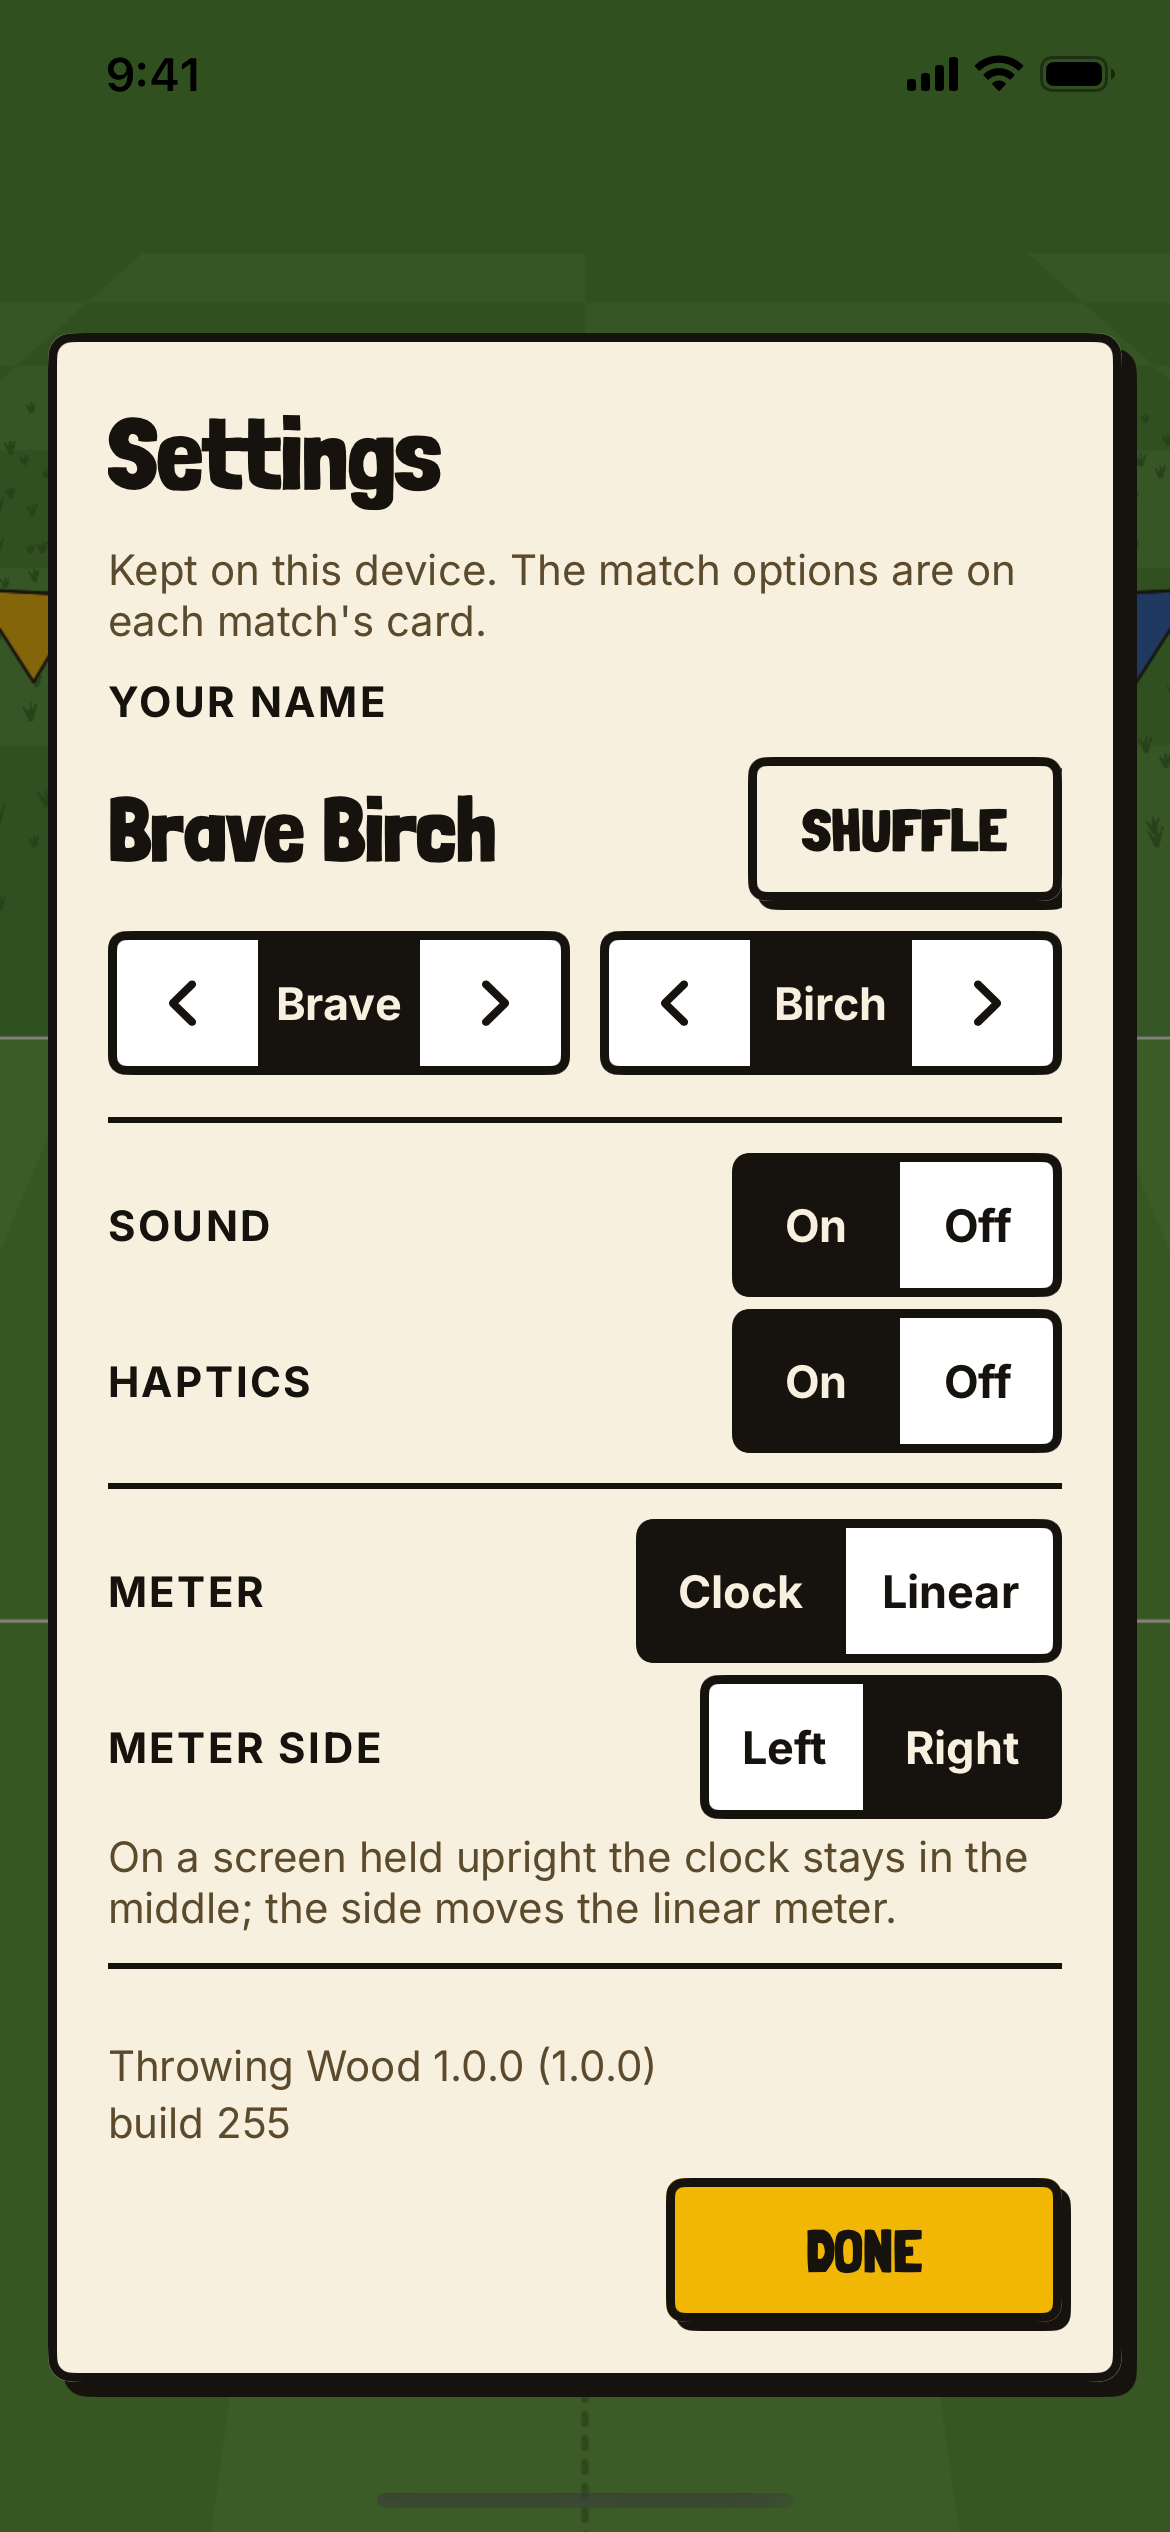 9:41
Settings
Kept on this device. The match options are on
each match's card.
YOUR NAME
Brave Birch
SHUFFLE
Brave
Birch
SOUND
On
Off
HAPTICS
On
Off
METER
Clock
Linear
METER SIDE
Left
Right
On a screen held upright the clock stays in the
middle; the side moves the linear meter.
Throwing Wood 1.0.0 (1.0.0)
build 255
DONE